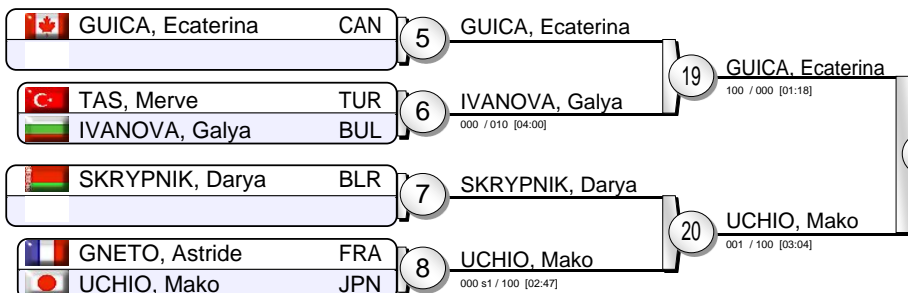 GUICA, Ecaterina CAN
5
GUICA, Ecaterina
19
GUICA, Ecaterina
100 / 000 [01:18]
TAS, Merve TUR
6
IVANOVA, Galya
000 / 010 [04:00]
IVANOVA, Galya BUL
SKRYPNIK, Darya BLR
7
SKRYPNIK, Darya
20
UCHIO, Mako
001 / 100 [03:04]
GNETO, Astride FRA
8
UCHIO, Mako
000 s1 / 100 [02:47]
UCHIO, Mako JPN